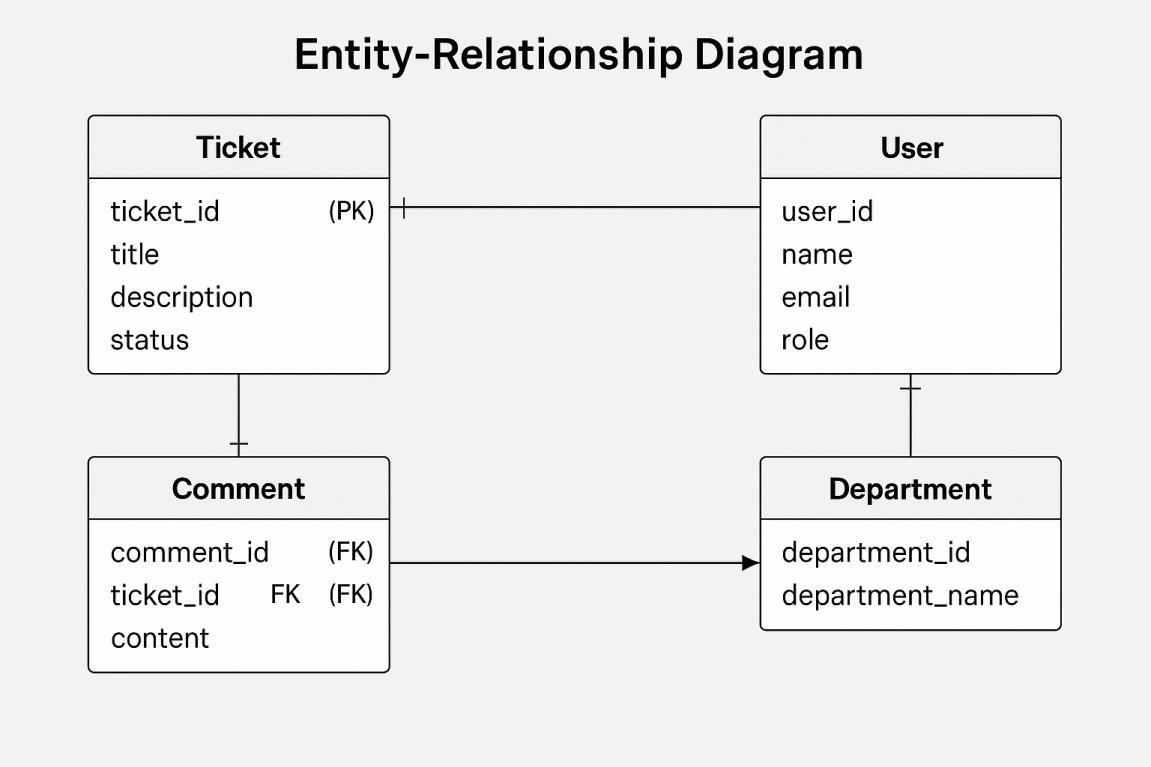 Entity-Relationship Diagram
Ticket
ticket_id (PK)
title
description
status
User
user_id
name
email
role
Comment
comment_id (FK)
ticket_id FK (FK)
content
Department
department_id
department_name